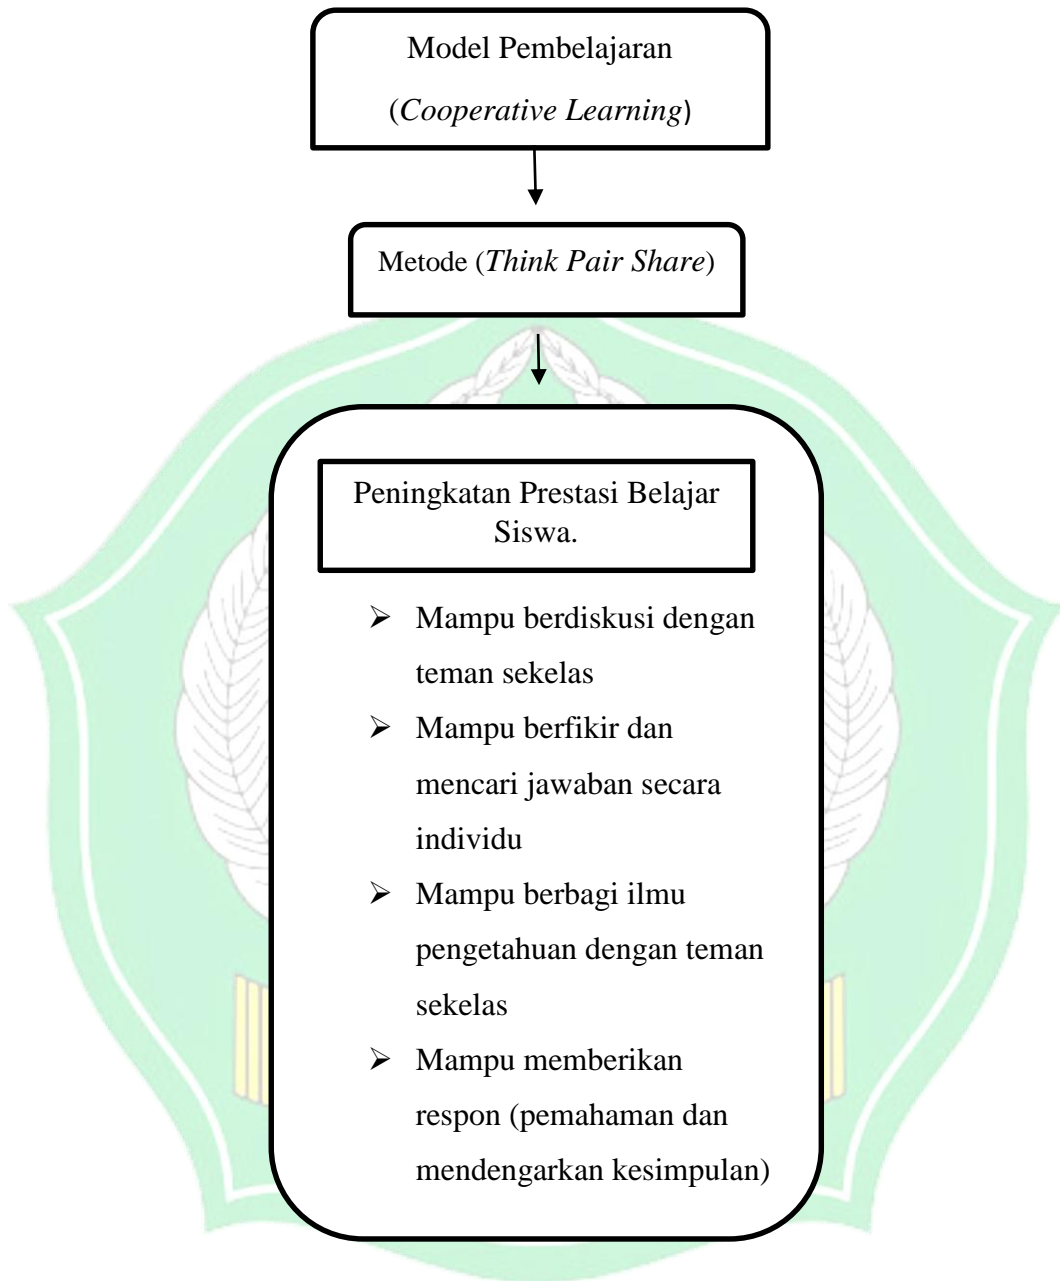 Model Pembelajaran
(Cooperative Learning)
Metode (Think Pair Share)
Peningkatan Prestasi Belajar
Siswa.
➢ Mampu berdiskusi dengan
teman sekelas
➢ Mampu berfikir dan
mencari jawaban secara
individu
➢ Mampu berbagi ilmu
pengetahuan dengan teman
sekelas
➢ Mampu memberikan
respon (pemahaman dan
mendengarkan kesimpulan)